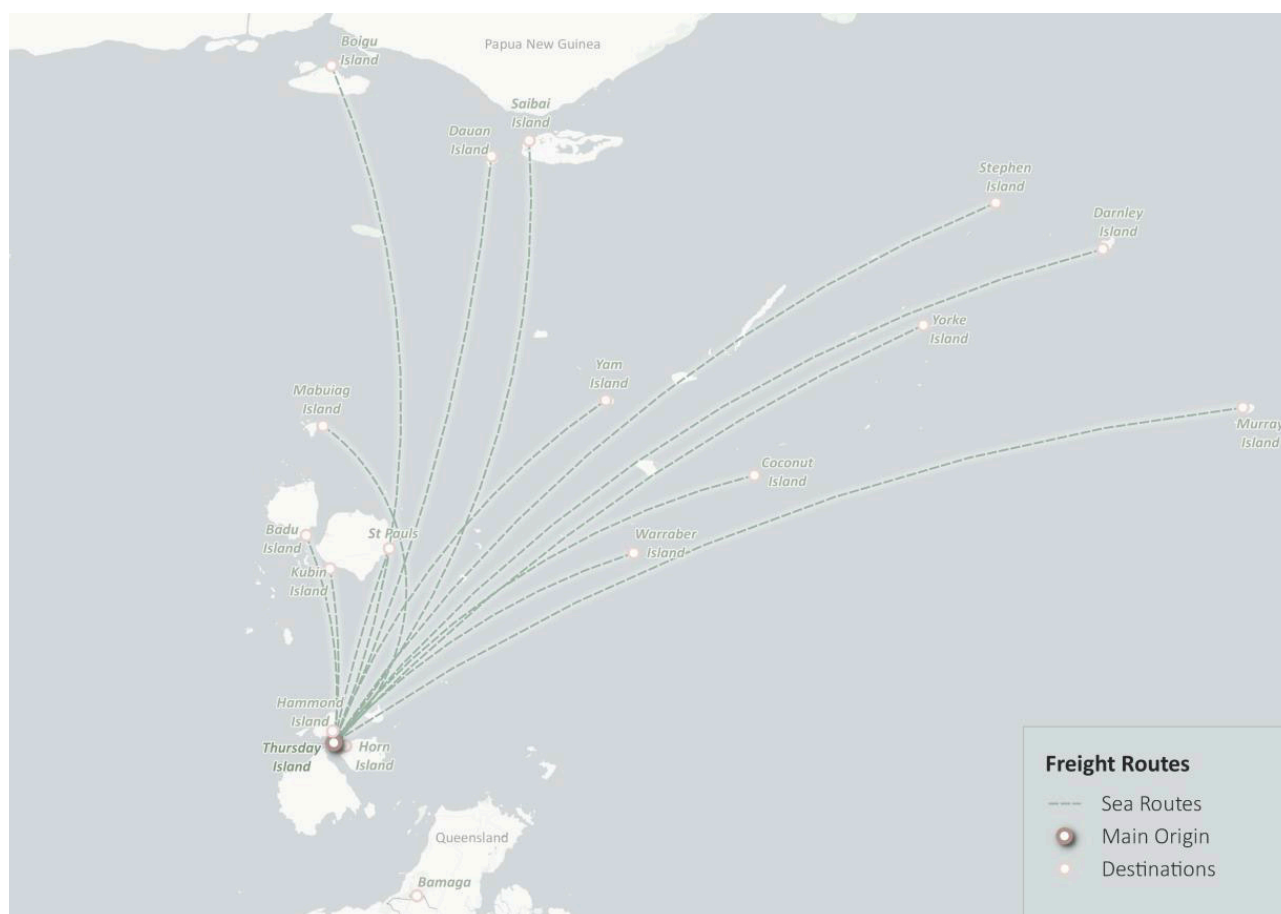 Boigu
Island
Papua New Guinea
Saibai
Island
Dauan
Island
Stephen
Island
Darnley
Island
Yorke
Island
Yam
Island
Mabuiag
Island
Murray
Island
Coconut
Island
Badu
Island
St Pauls
Warraber
Island
Kubin
Island
Hammond
Island
Thursday
Island
Horn
Island
Queensland
Bamaga
Freight Routes
Sea Routes
Main Origin
Destinations